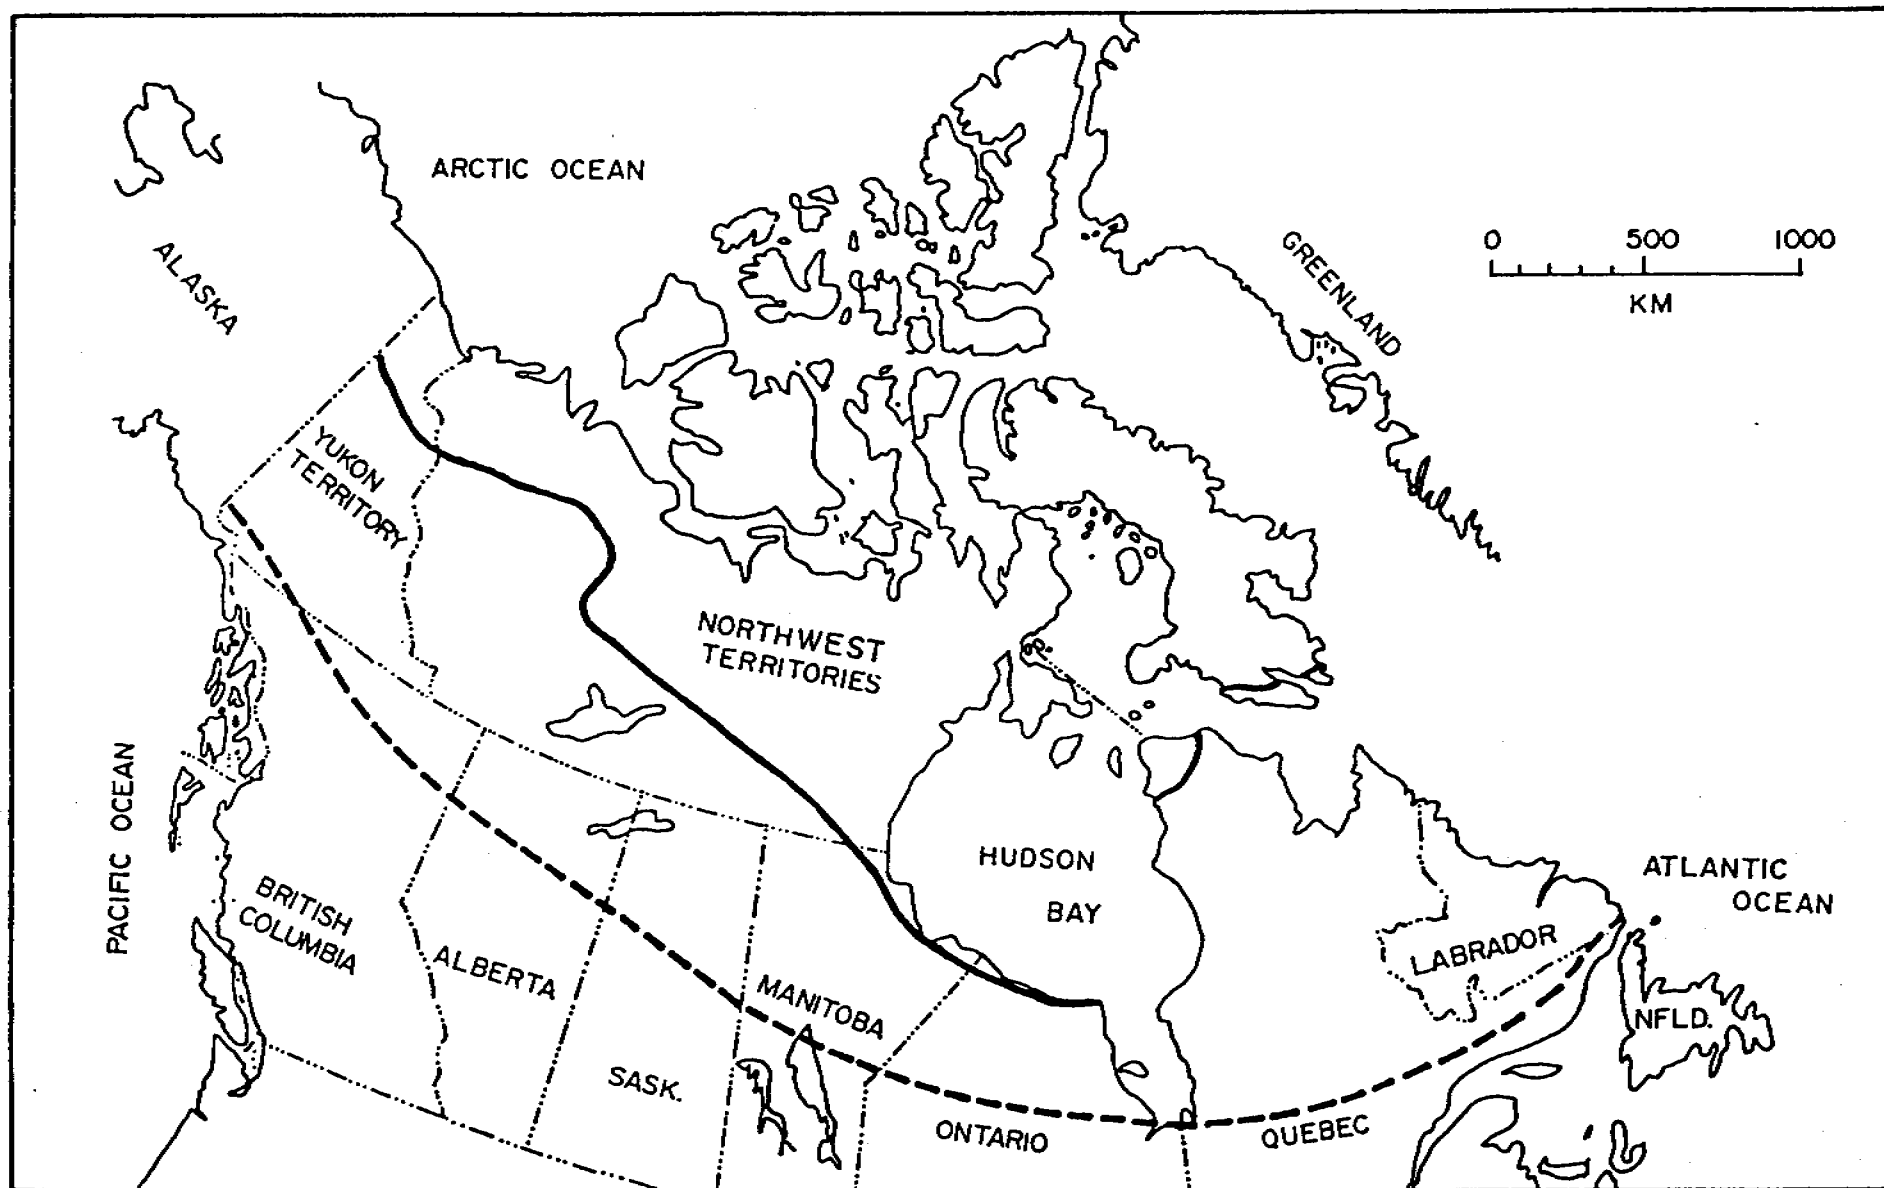 ARCTIC OCEAN
ALASKA
GREENLAND
0 500 1000
KM
YUKON
TERRITORY
NORTHWEST
TERRITORIES
PACIFIC OCEAN
HUDSON
BAY
ATLANTIC
OCEAN
BRITISH
COLUMBIA
ALBERTA
LABRADOR
MANITOBA
NFLD.
SASK.
ONTARIO
QUEBEC